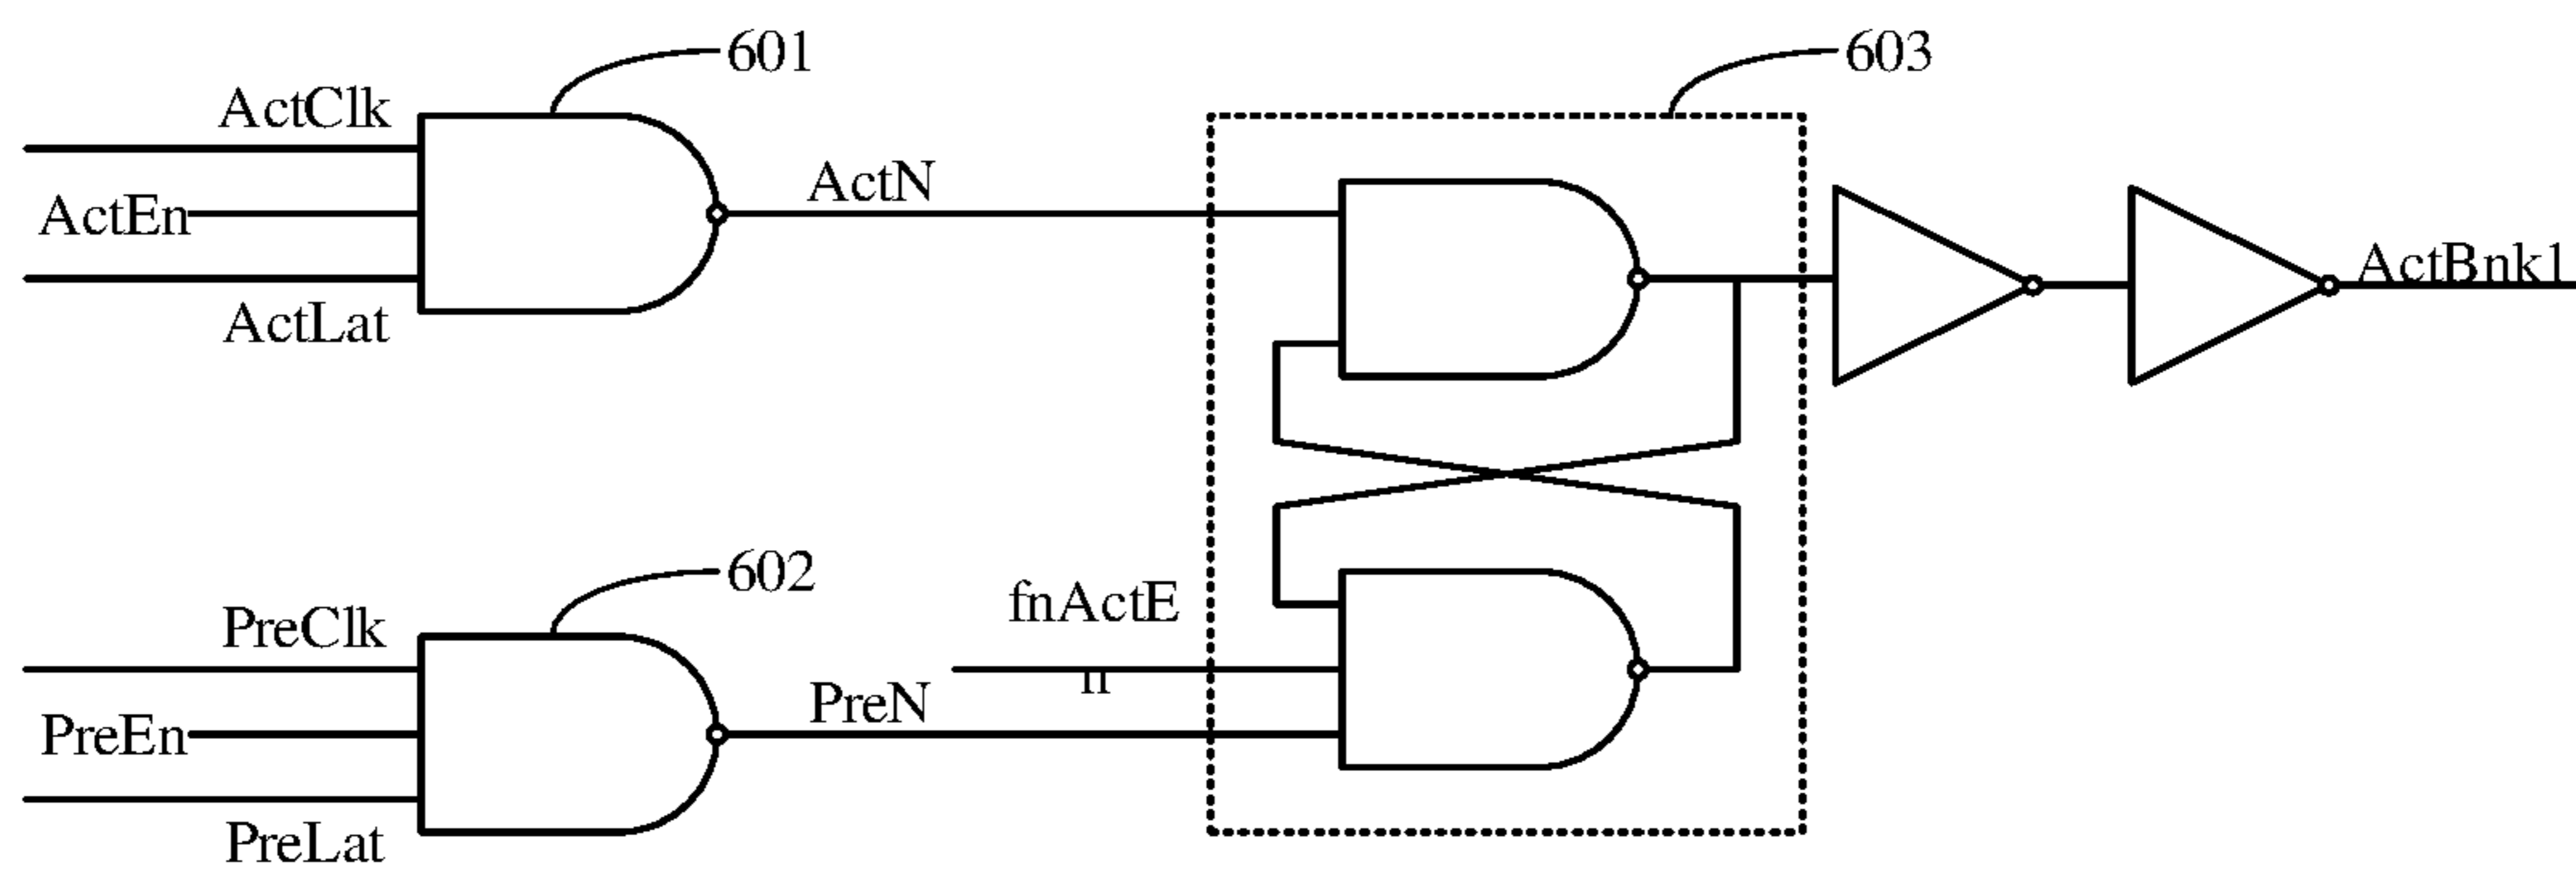 601
603
ActClk
ActN
ActEn
ActBnk1
ActLat
602
fnActE
n
PreClk
PreN
PreEn
PreLat